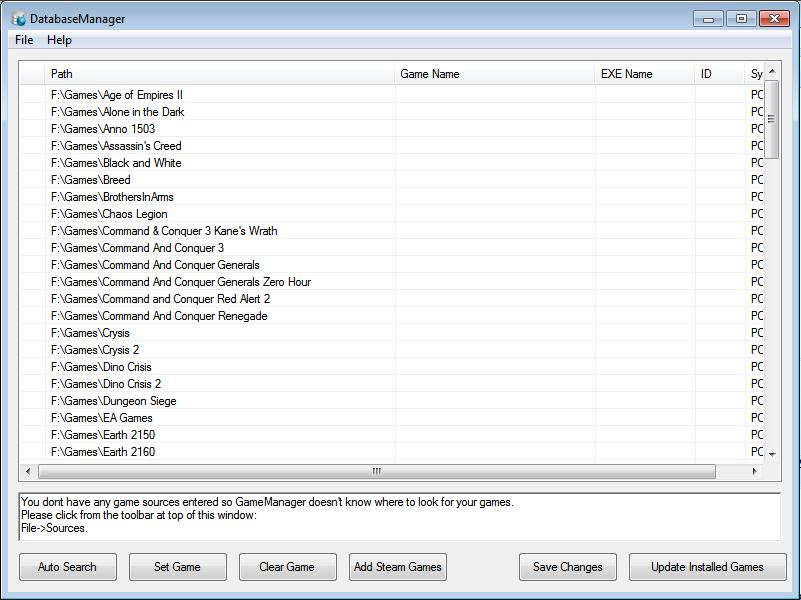 DatabaseManager
File Help
Path Game Name EXE Name ID Sy
F:\Games\Age of Empires II PC
F:\Games\Alone in the Dark PC
F:\Games\Anno 1503 PC
F:\Games\Assassin's Creed PC
F:\Games\Black and White PC
F:\Games\Breed PC
F:\Games\BrothersInArms PC
F:\Games\Chaos Legion PC
F:\Games\Command & Conquer 3 Kane's Wrath PC
F:\Games\Command And Conquer 3 PC
F:\Games\Command And Conquer Generals PC
F:\Games\Command And Conquer Generals Zero Hour PC
F:\Games\Command and Conquer Red Alert 2 PC
F:\Games\Command And Conquer Renegade PC
F:\Games\Crysis PC
F:\Games\Crysis 2 PC
F:\Games\Dino Crisis PC
F:\Games\Dino Crisis 2 PC
F:\Games\Dungeon Siege PC
F:\Games\EA Games PC
F:\Games\Earth 2150 PC
F:\Games\Earth 2160 PC
You dont have any game sources entered so GameManager doesn't know where to look for your games.
Please click from the toolbar at top of this window:
File->Sources.
Auto Search Set Game Clear Game Add Steam Games Save Changes Update Installed Games